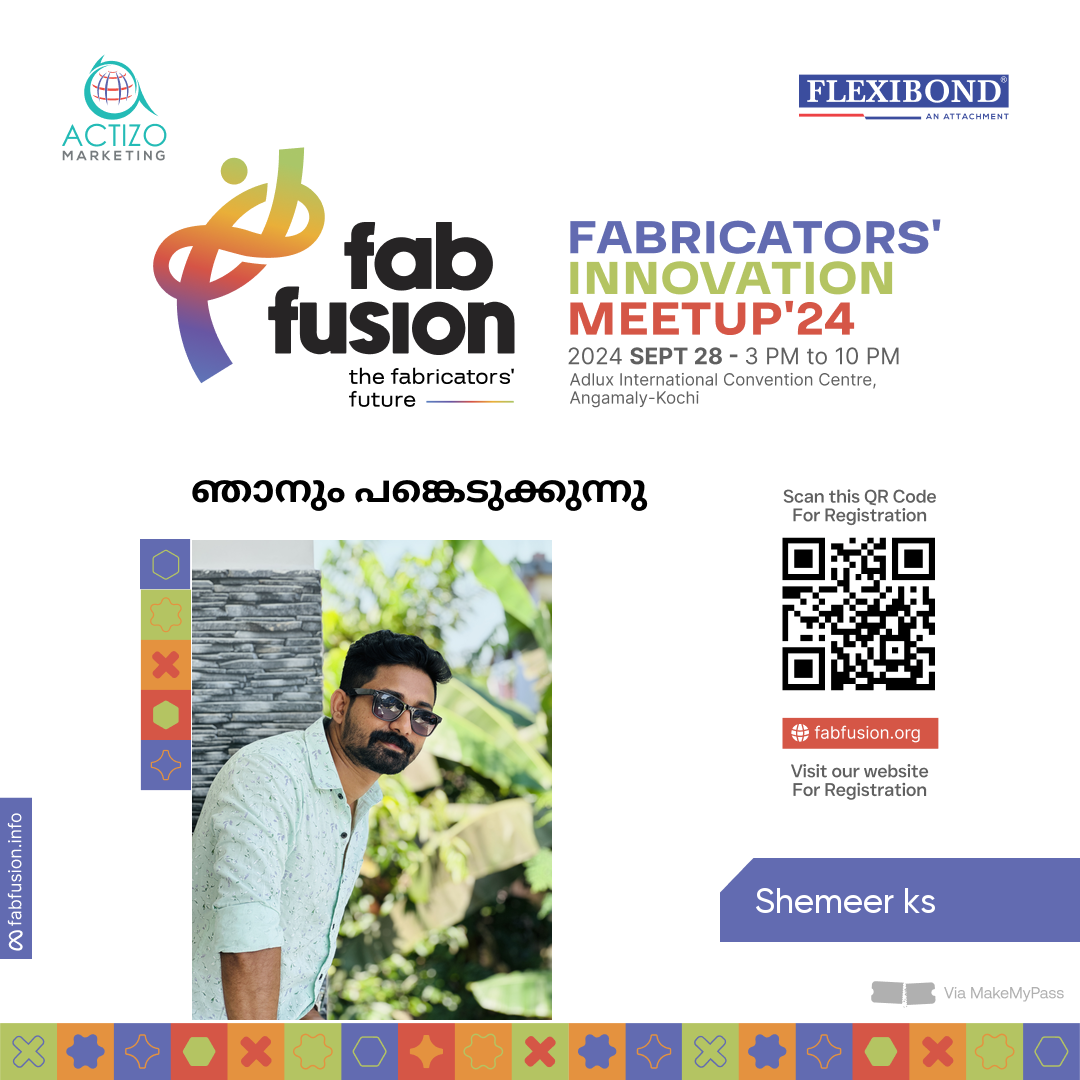 ACTIZO
MARKETING
FLEXIBOND®
AN ATTACHMENT
fab
fusion
the fabricators'
future
FABRICATORS'
INNOVATION
MEETUP'24
2024 SEPT 28 - 3 PM to 10 PM
Adlux International Convention Centre,
Angamaly-Kochi
ഞാനും പങ്കെടുക്കുന്നു
Scan this QR Code
For Registration
fabfusion.org
Visit our website
For Registration
fabfusion.info
Shemeer ks
Via MakeMyPass